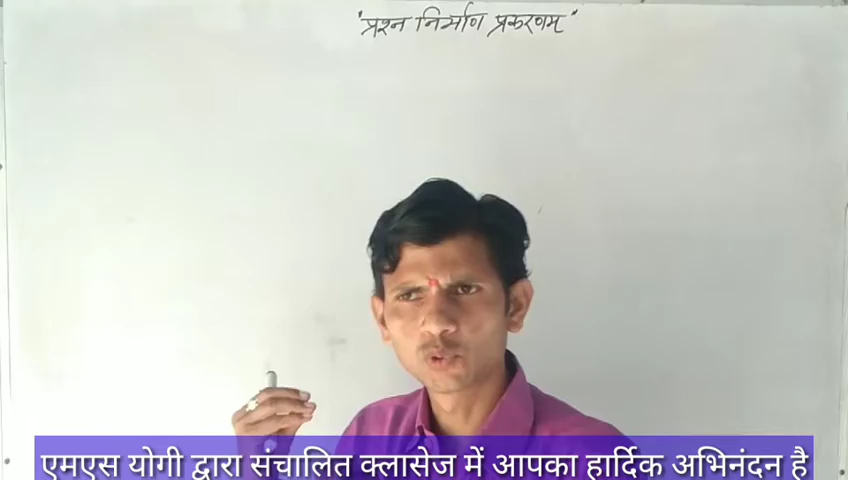 "प्रश्न निर्माण प्रकरणम्"
एमएस योगी द्वारा संचालित क्लासेज में आपका हार्दिक अभिनंदन है